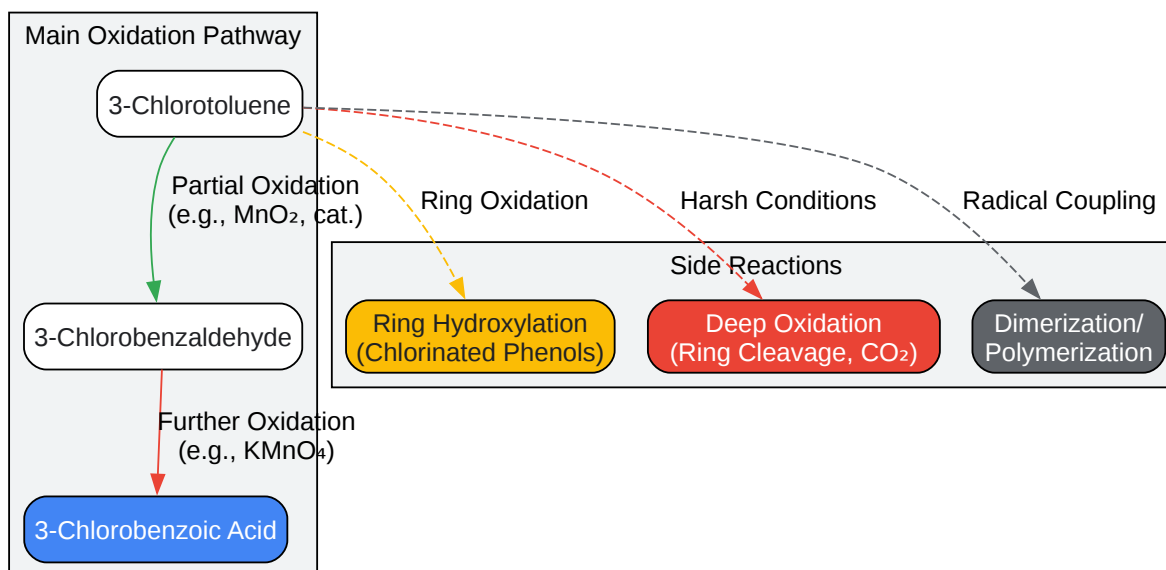 Main Oxidation Pathway
3-Chlorotoluene
Partial Oxidation
(e.g., MnO₂, cat.)
Ring Oxidation
Harsh Conditions
Radical Coupling
Side Reactions
3-Chlorobenzaldehyde
Ring Hydroxylation
(Chlorinated Phenols)
Deep Oxidation
(Ring Cleavage, CO₂)
Dimerization/
Polymerization
Further Oxidation
(e.g., KMnO₄)
3-Chlorobenzoic Acid